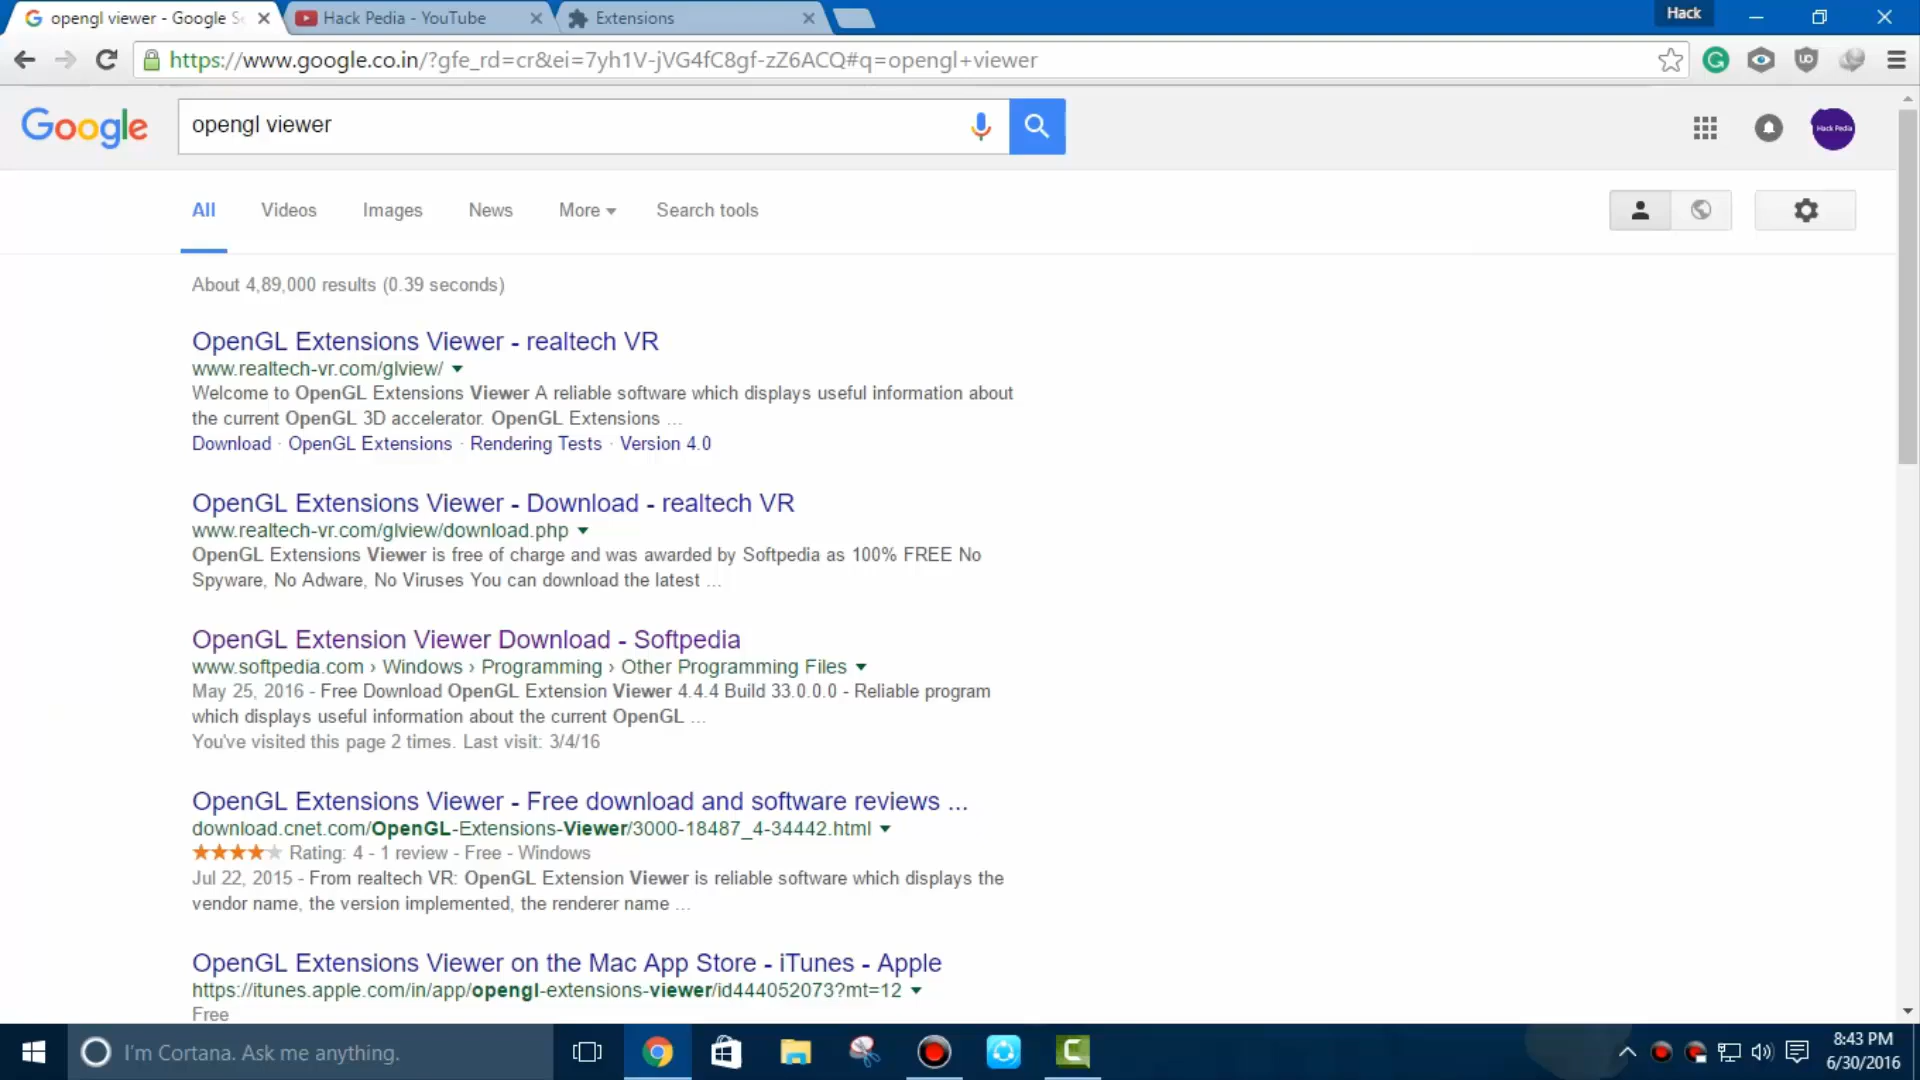 opengl viewer - Google S
Hack Pedia - YouTube
Extensions
Hack
https://www.google.co.in/?gfe_rd=cr&ei=7yh1V-jVG4fC8gf-zZ6ACQ#q=opengl+viewer
Google
opengl viewer
Hack Pedia
All
Videos
Images
News
More
Search tools
About 4,89,000 results (0.39 seconds)
OpenGL Extensions Viewer - realtech VR
www.realtech-vr.com/glview/
Welcome to OpenGL Extensions Viewer A reliable software which displays useful information about
the current OpenGL 3D accelerator. OpenGL Extensions ...
Download · OpenGL Extensions · Rendering Tests · Version 4.0
OpenGL Extensions Viewer - Download - realtech VR
www.realtech-vr.com/glview/download.php
OpenGL Extensions Viewer is free of charge and was awarded by Softpedia as 100% FREE No
Spyware, No Adware, No Viruses You can download the latest ...
OpenGL Extension Viewer Download - Softpedia
www.softpedia.com › Windows › Programming › Other Programming Files
May 25, 2016 - Free Download OpenGL Extension Viewer 4.4.4 Build 33.0.0.0 - Reliable program
which displays useful information about the current OpenGL ...
You've visited this page 2 times. Last visit: 3/4/16
OpenGL Extensions Viewer - Free download and software reviews ...
download.cnet.com/OpenGL-Extensions-Viewer/3000-18487_4-34442.html
Rating: 4 - 1 review - Free - Windows
Jul 22, 2015 - From realtech VR: OpenGL Extension Viewer is reliable software which displays the
vendor name, the version implemented, the renderer name ...
OpenGL Extensions Viewer on the Mac App Store - iTunes - Apple
https://itunes.apple.com/in/app/opengl-extensions-viewer/id444052073?mt=12
Free
I'm Cortana. Ask me anything.
8:43 PM
6/30/2016